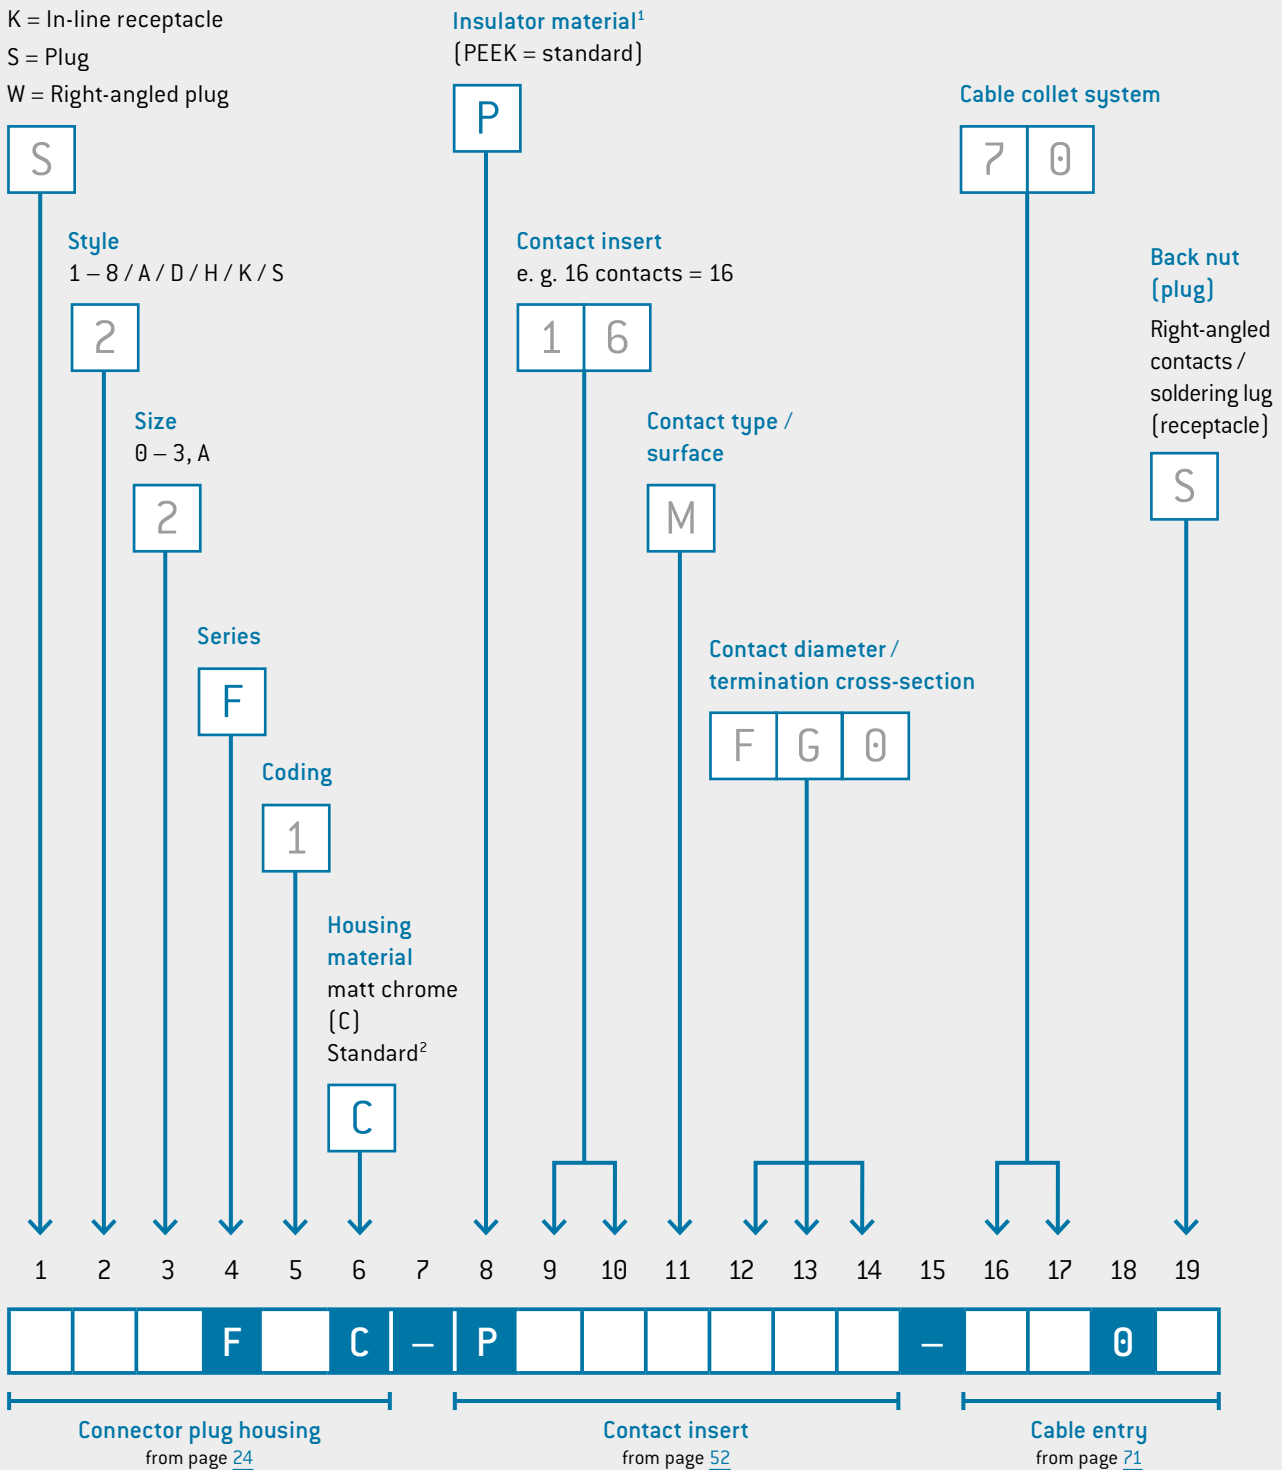 K = In-line receptacle
S = Plug
W = Right-angled plug
S
Style
1 – 8 / A / D / H / K / S
2
Size
0 – 3, A
2
Series
F
Coding
1
Housing
material
matt chrome
(C)
Standard²
C
Insulator material¹
(PEEK = standard)
P
Contact insert
e. g. 16 contacts = 16
1 6
Contact type /
surface
M
Contact diameter /
termination cross-section
F G 0
Cable collet system
7 0
Back nut
(plug)
Right-angled
contacts /
soldering lug
(receptacle)
S
1 2 3 4 5 6 7 8 9 10 11 12 13 14 15 16 17 18 19
F C – P – 0
Connector plug housing
from page 24
Contact insert
from page 52
Cable entry
from page 71